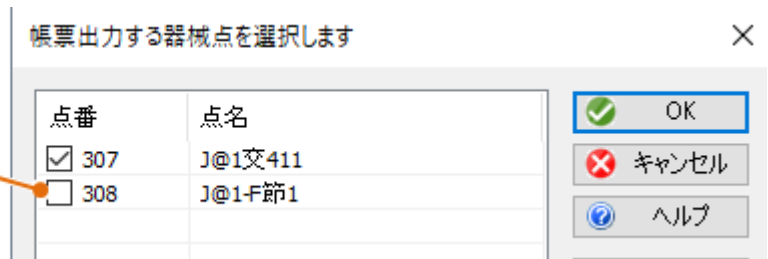 帳票出力する器械点を選択します
点番 点名
307 J@1交411
308 J@1-F節1
OK
キャンセル
ヘルプ